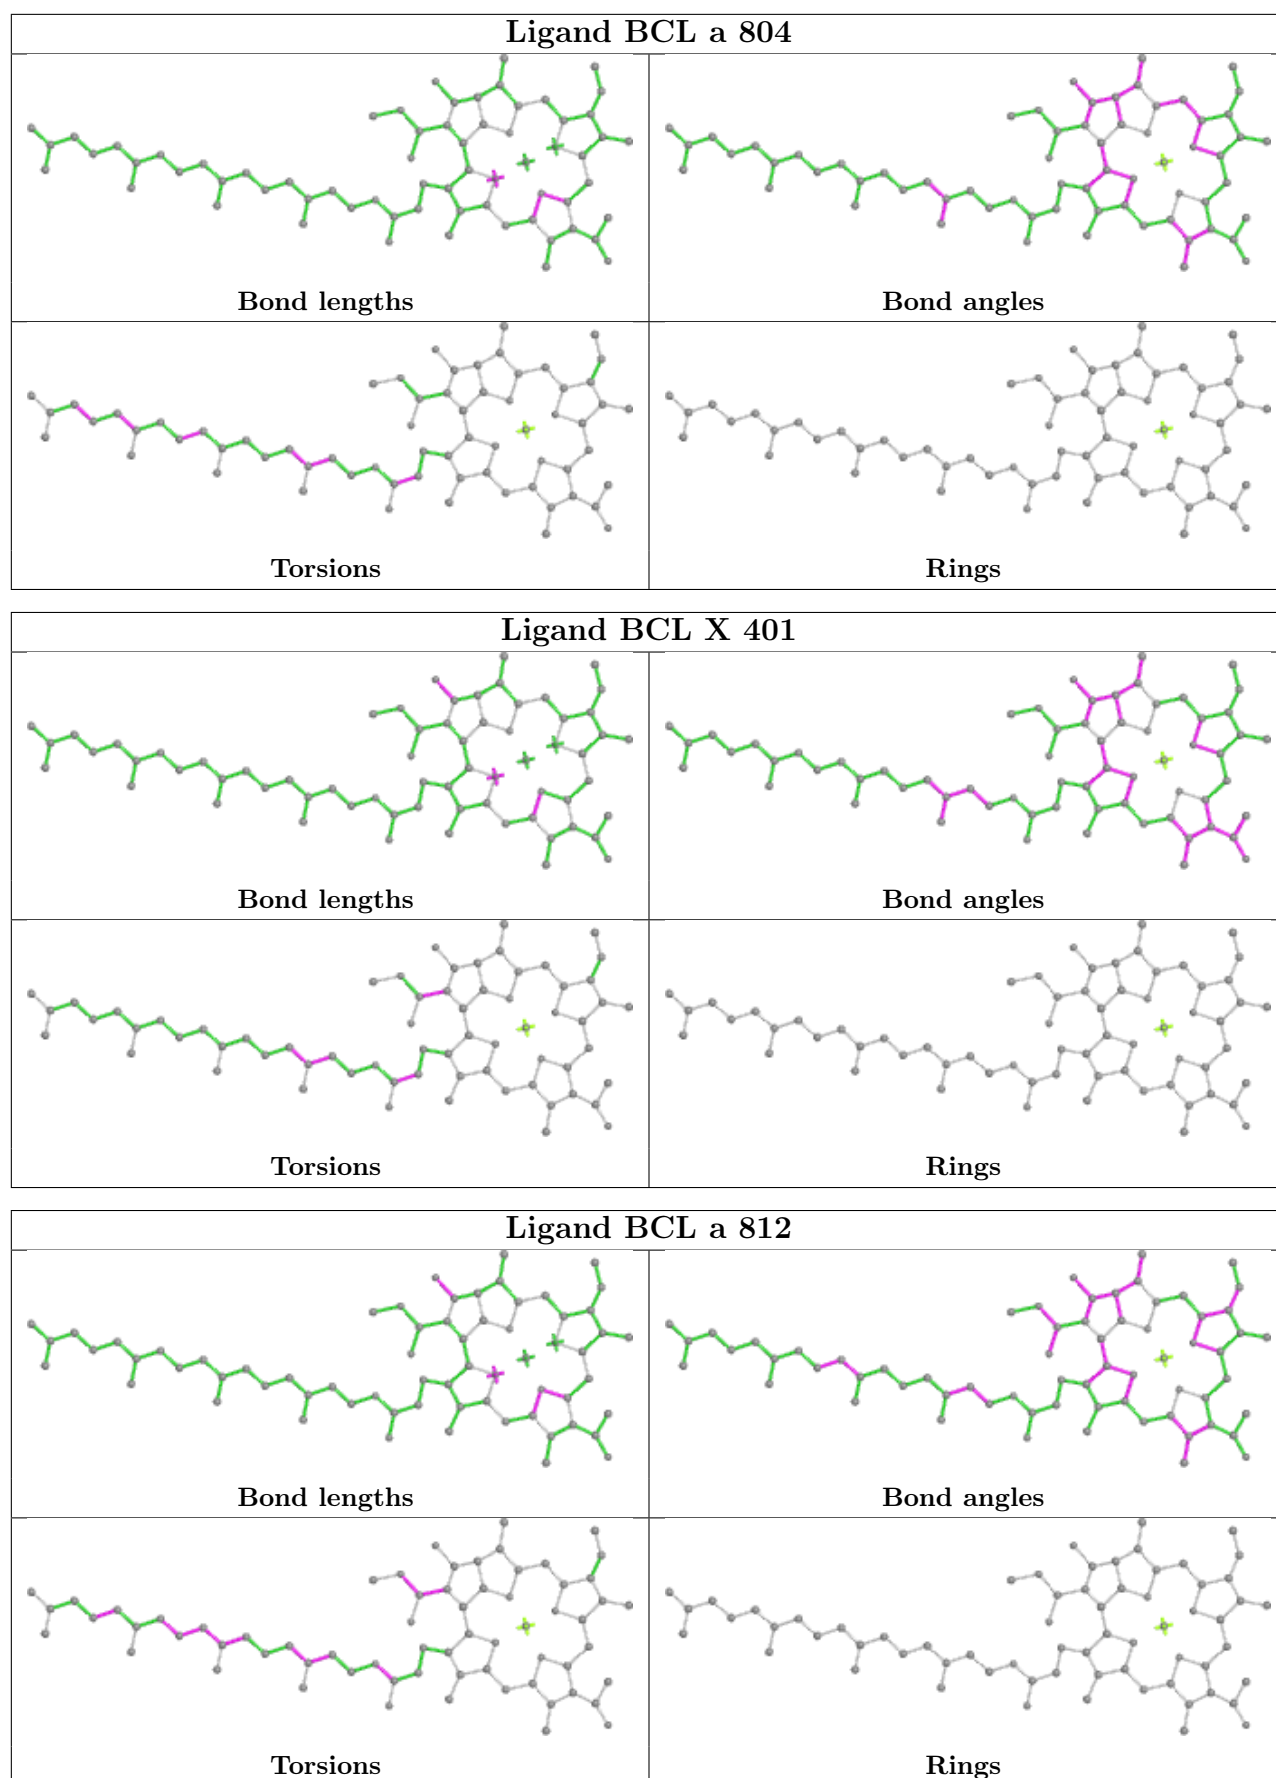 Ligand BCL a 804
Bond lengths
Bond angles
Torsions
Rings
Ligand BCL X 401
Bond lengths
Bond angles
Torsions
Rings
Ligand BCL a 812
Bond lengths
Bond angles
Torsions
Rings